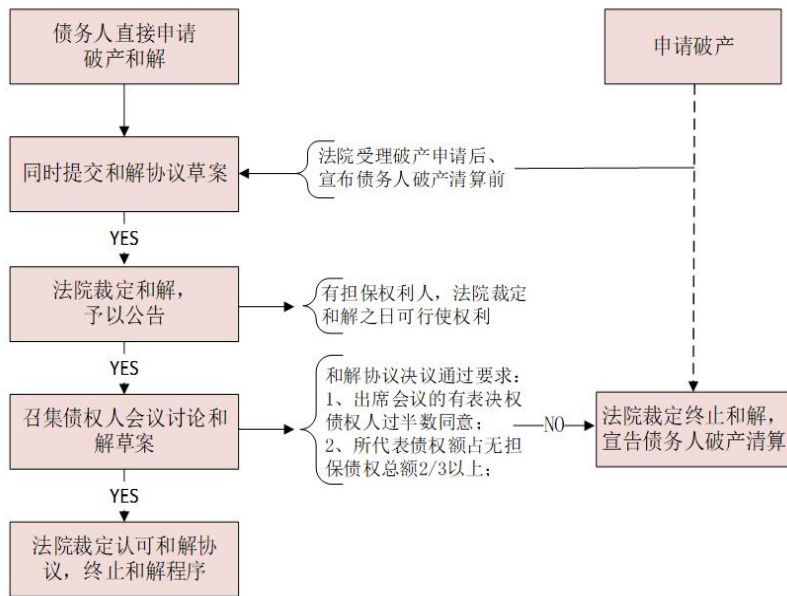 债务人直接申请
破产和解
申请破产
同时提交和解协议草案
法院受理破产申请后、
宣布债务人破产清算前
YES
法院裁定和解，
予以公告
有担保权利人，法院裁定
和解之日可行使权利
YES
召集债权人会议讨论和
解草案
和解协议决议通过要求：
1、出席会议的有表决权
债权人过半数同意；
2、所代表债权额占无担
保债权总额2/3以上；
NO
法院裁定终止和解，
宣告债务人破产清算
YES
法院裁定认可和解协
议，终止和解程序